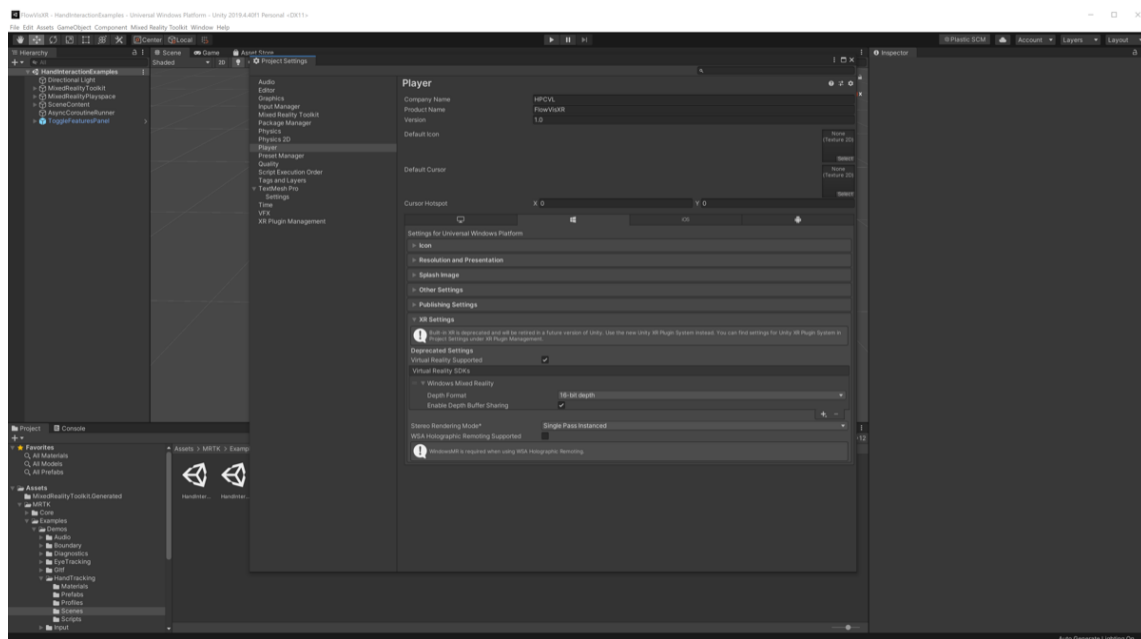 FlowVisXR - HandInteractionExamples - Universal Windows Platform - Unity 2019.4.40f1 Personal <DX11>
File Edit Assets GameObject Component Mixed Reality Toolkit Window Help
Center Local
Plastic SCM Account Layers Layout
Hierarchy
Scene Game Asset Store
Inspector
Shaded 2D
All
HandInteractionExamples
Directional Light
MixedRealityToolkit
MixedRealityPlayspace
SceneContent
AsyncCoroutineRunner
ToggleFeaturesPanel
Project Settings
Audio
Editor
Graphics
Input Manager
Mixed Reality Toolkit
Package Manager
Physics
Physics 2D
Player
Preset Manager
Quality
Script Execution Order
Tags and Layers
TextMesh Pro
Settings
Time
VFX
XR Plugin Management
Player
Company Name HPCVL
Product Name FlowVisXR
Version 1.0
Default Icon
None
(Texture 2D)
Select
Default Cursor
None
(Texture 2D)
Select
Cursor Hotspot X 0 Y 0
Settings for Universal Windows Platform
Icon
Resolution and Presentation
Splash Image
Other Settings
Publishing Settings
XR Settings
Built-in XR is deprecated and will be retired in a future version of Unity. Use the new Unity XR Plugin System instead. You can find settings for Unity XR Plugin System in
Project Settings under XR Plugin Management.
Deprecated Settings
Virtual Reality Supported
Virtual Reality SDKs
Windows Mixed Reality
Depth Format 16-bit depth
Enable Depth Buffer Sharing
Stereo Rendering Mode* Single Pass Instanced
WSA Holographic Remoting Supported
WindowsMR is required when using WSA Holographic Remoting.
Project Console
12
Favorites
All Materials
All Models
All Prefabs
Assets
MixedRealityToolkit.Generated
MRTK
Core
Examples
Demos
Audio
Boundary
Diagnostics
EyeTracking
Gltf
HandTracking
Materials
Prefabs
Profiles
Scenes
Scripts
Input
Assets > MRTK > Examp
HandInter... HandInter...
Auto Generate Lighting On